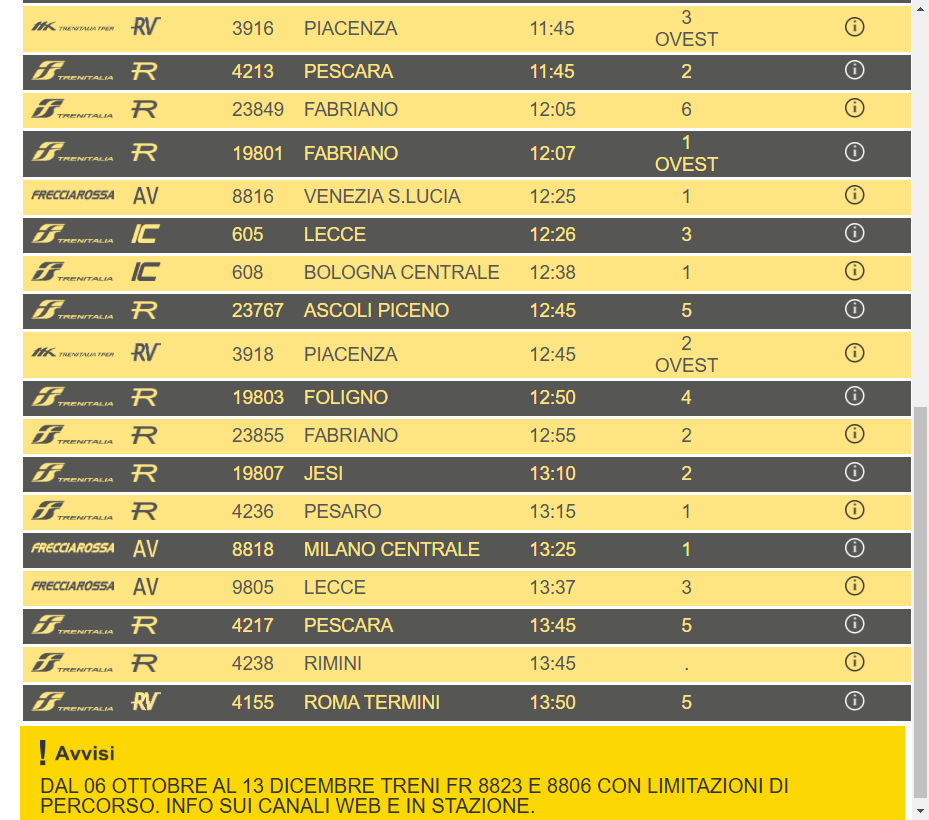 TRENITALIA TPER RV 3916 PIACENZA 11:45 3 OVEST
TRENITALIA R 4213 PESCARA 11:45 2
TRENITALIA R 23849 FABRIANO 12:05 6
TRENITALIA R 19801 FABRIANO 12:07 1 OVEST
FRECCIAROSSA AV 8816 VENEZIA S.LUCIA 12:25 1
TRENITALIA IC 605 LECCE 12:26 3
TRENITALIA IC 608 BOLOGNA CENTRALE 12:38 1
TRENITALIA R 23767 ASCOLI PICENO 12:45 5
TRENITALIA TPER RV 3918 PIACENZA 12:45 2 OVEST
TRENITALIA R 19803 FOLIGNO 12:50 4
TRENITALIA R 23855 FABRIANO 12:55 2
TRENITALIA R 19807 JESI 13:10 2
TRENITALIA R 4236 PESARO 13:15 1
FRECCIAROSSA AV 8818 MILANO CENTRALE 13:25 1
FRECCIAROSSA AV 9805 LECCE 13:37 3
TRENITALIA R 4217 PESCARA 13:45 5
TRENITALIA R 4238 RIMINI 13:45 .
TRENITALIA RV 4155 ROMA TERMINI 13:50 5
! Avvisi
DAL 06 OTTOBRE AL 13 DICEMBRE TRENI FR 8823 E 8806 CON LIMITAZIONI DI
PERCORSO. INFO SUI CANALI WEB E IN STAZIONE.